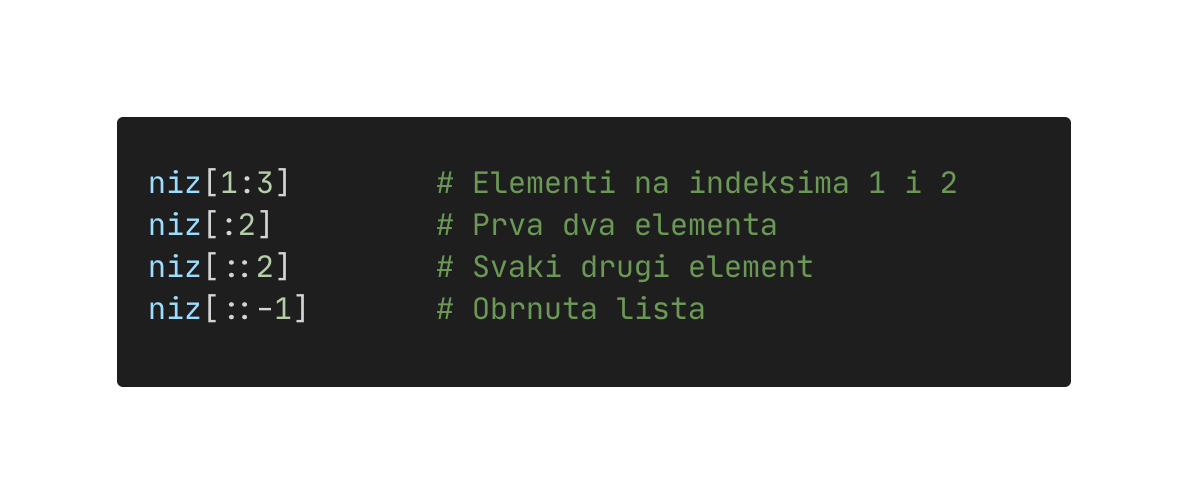 niz[1:3]        # Elementi na indeksima 1 i 2
niz[:2]         # Prva dva elementa
niz[::2]        # Svaki drugi element
niz[::-1]       # Obrnuta lista